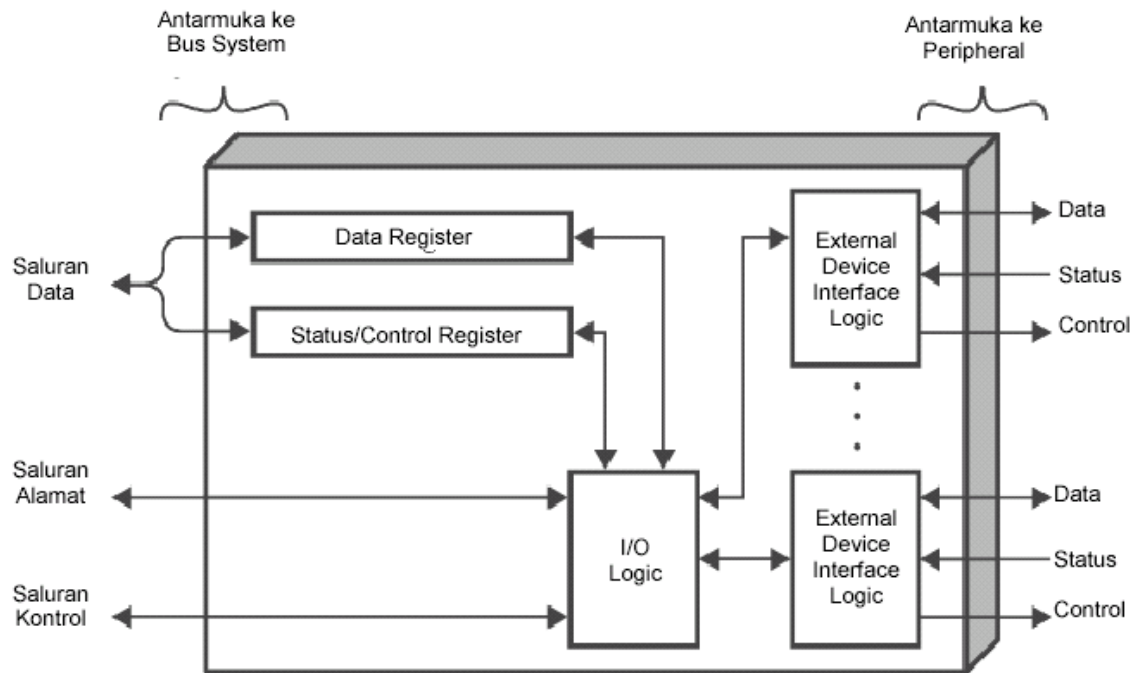 Antarmuka ke
Bus System
Antarmuka ke
Peripheral
Saluran
Data
Data Register
Status/Control Register
External
Device
Interface
Logic
Data
Status
Control
Saluran
Alamat
Saluran
Kontrol
I/O
Logic
External
Device
Interface
Logic
Data
Status
Control